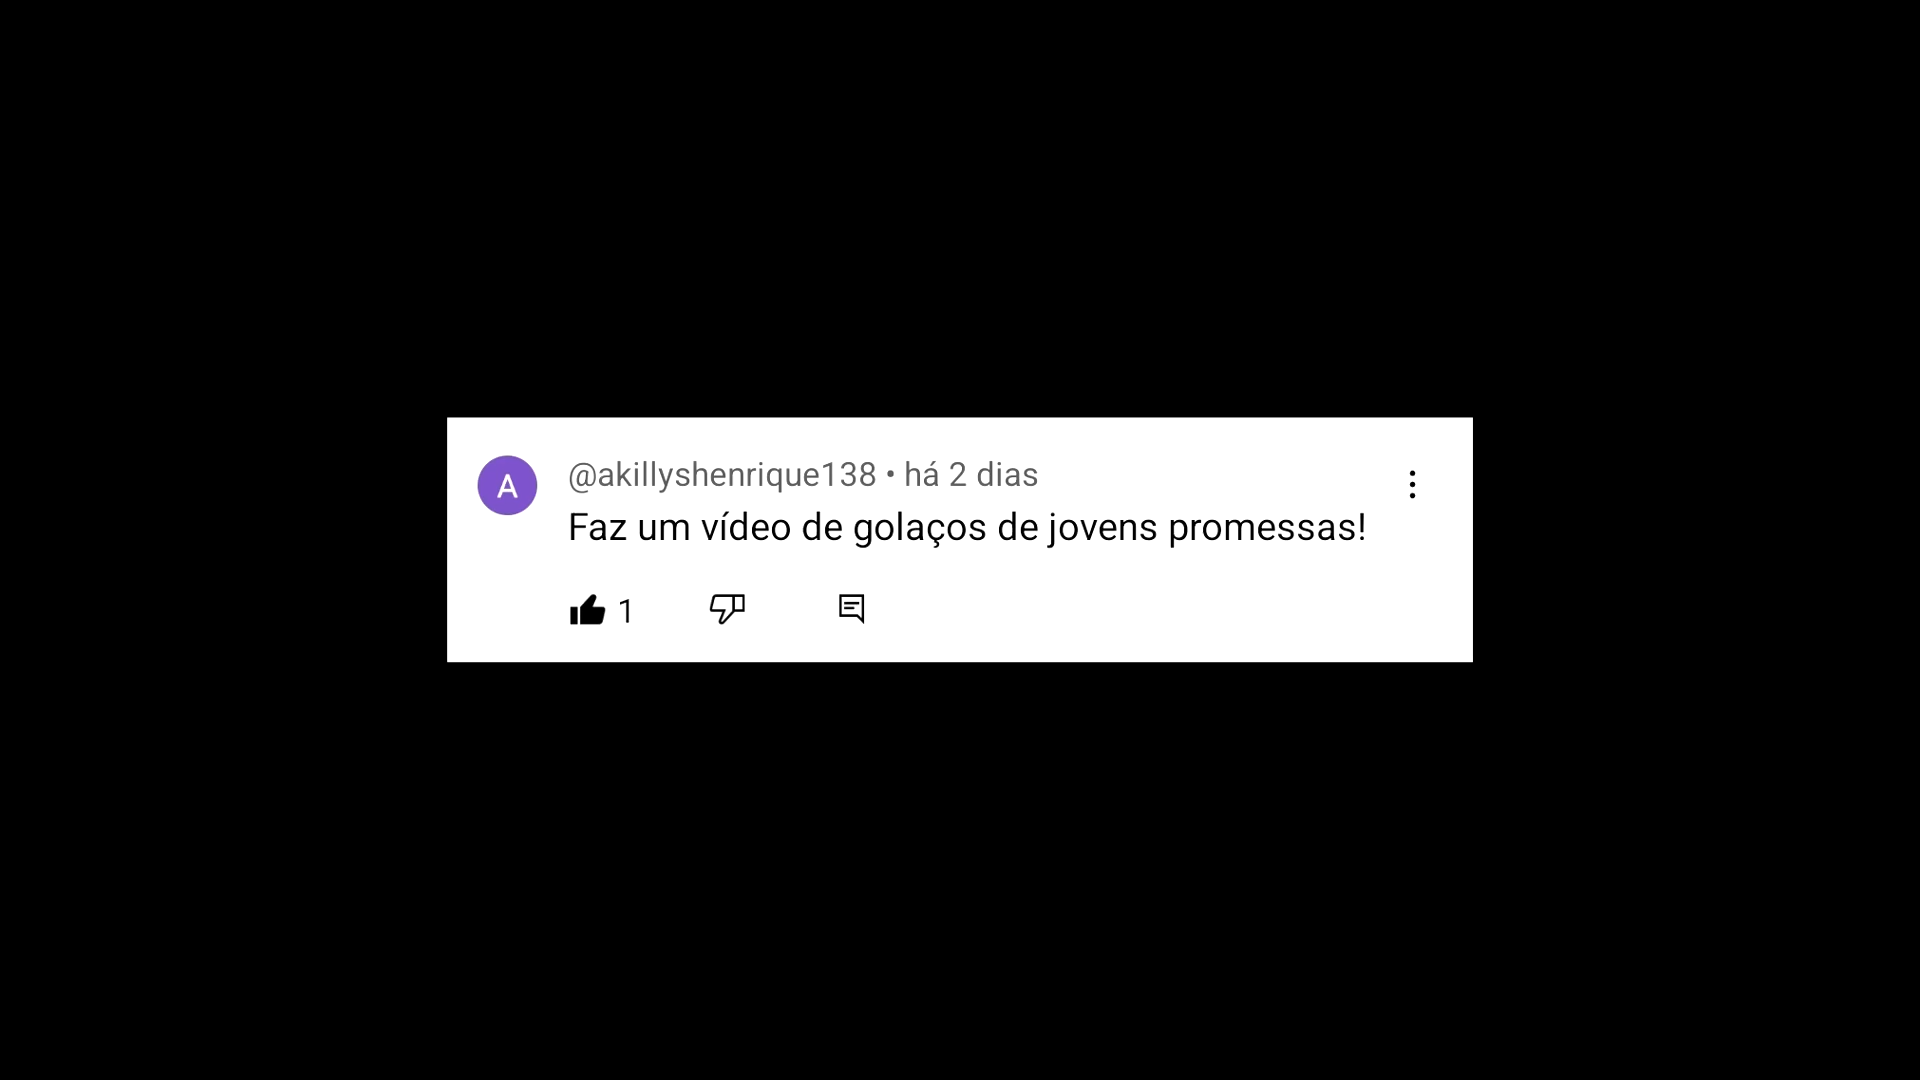 A
@akillyshenrique138 • há 2 dias
Faz um vídeo de golaços de jovens promessas!
1